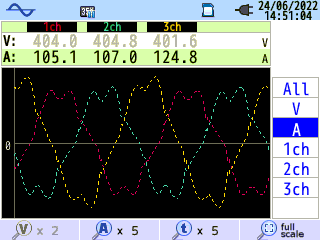 24/06/2022
14:51:04
1ch 2ch 3ch
V: 404.0 404.8 401.6 V
A: 105.1 107.0 124.8 A
All
V
A
1ch
2ch
3ch
0
V x 2 A x 5 t x 5 full scale